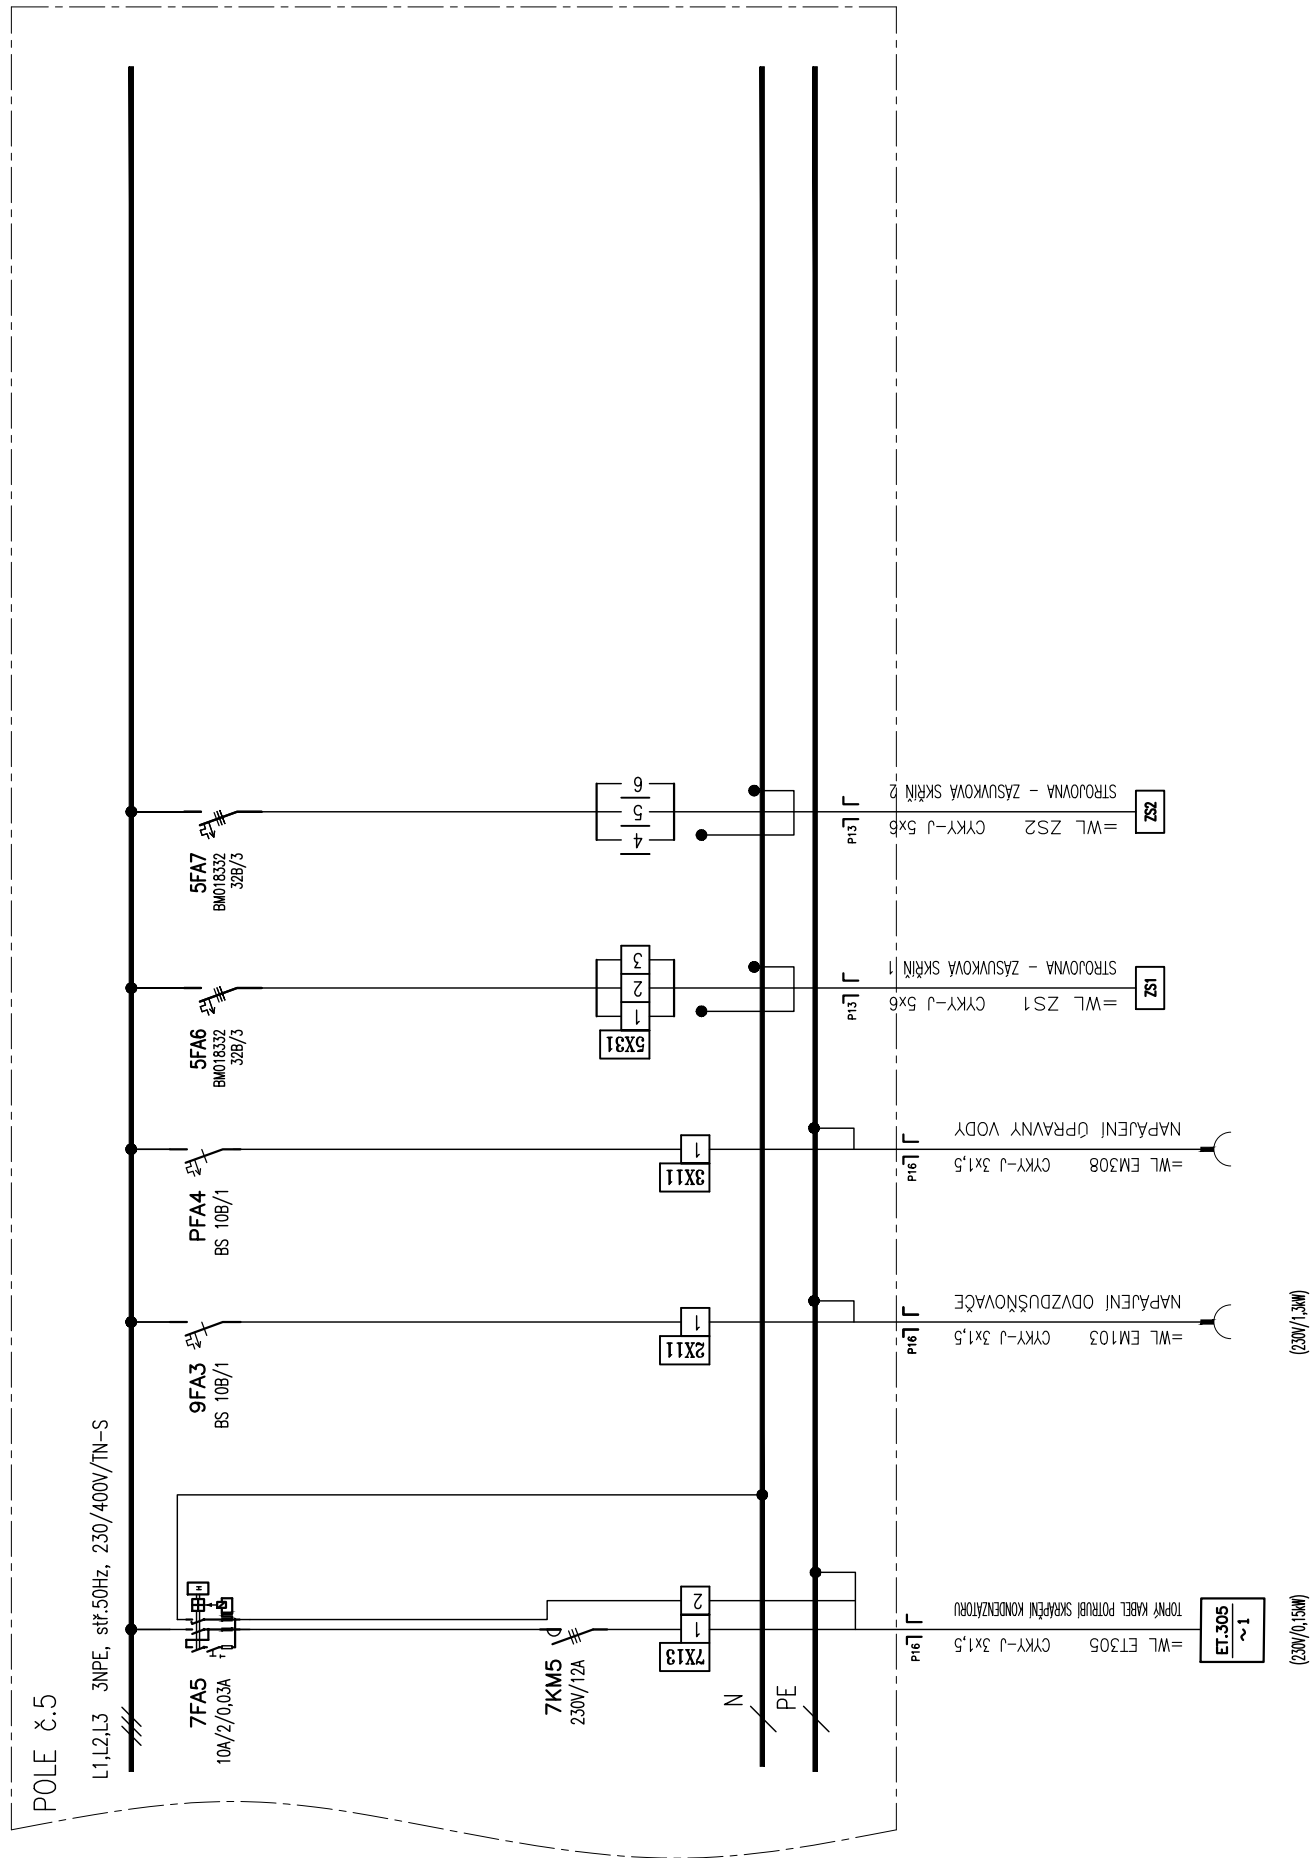 POLE č.5
L1,L2,L3 3NPE, stř.50Hz, 230/400V/TN-S
7FA5
10A/2/0,03A
H
T
7KM5
230V/12A
7X13
1
2
N
PE
P16
=WL ET305 CYKY-J 3x1,5
TOPNÝ KABEL POTRUBÍ SKRÁPĚNÍ KONDENZÁTORU
ET.305
~1
(230V/0,15kW)
9FA3
BS 10B/1
2X11
1
P16
=WL EM103 CYKY-J 3x1,5
NAPÁJENÍ ODVZDUŠŇOVAČE
(230V/1,3kW)
PFA4
BS 10B/1
3X11
1
P16
=WL EM308 CYKY-J 3x1,5
NAPÁJENÍ ÚPRAVNY VODY
5FA6
BM018332
32B/3
5X31
1
2
3
P13
=WL ZS1 CYKY-J 5x6
STROJOVNA - ZÁSUVKOVÁ SKŘÍŇ 1
ZS1
5FA7
BM018332
32B/3
4
5
6
P13
=WL ZS2 CYKY-J 5x6
STROJOVNA - ZÁSUVKOVÁ SKŘÍŇ 2
ZS2